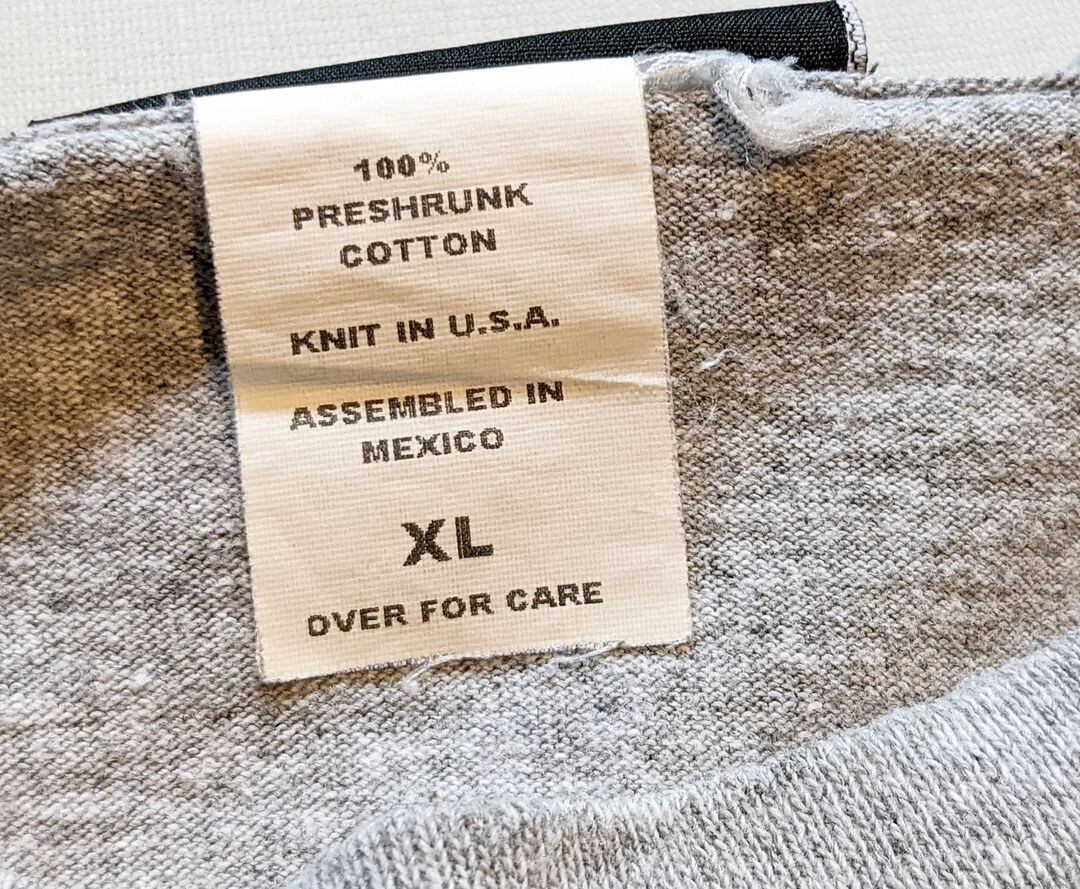 100%
PRESHRUNK
COTTON
KNIT IN U.S.A.
ASSEMBLED IN
MEXICO
XL
OVER FOR CARE